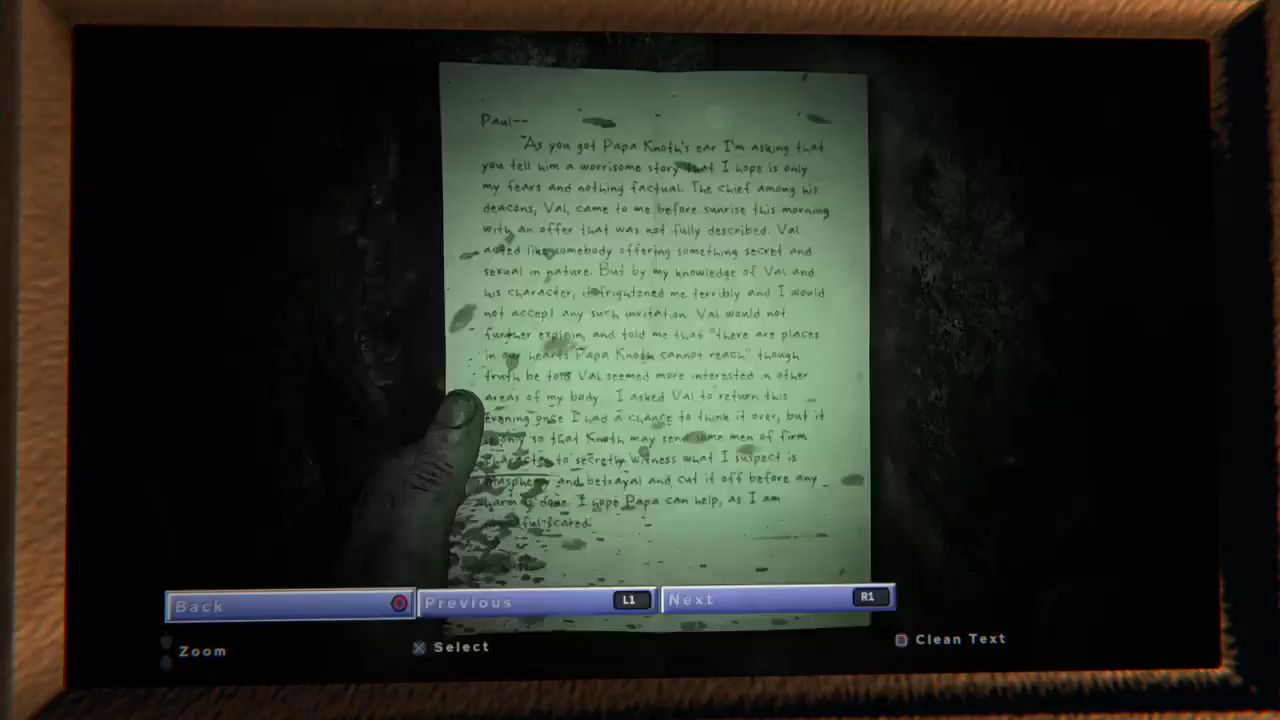 Paul--
As you got Papa Knoth's ear I'm asking that
you tell him a worrisome story that I hope is only
my fears and nothing factual. The chief among his
deacons, Val, came to me before sunrise this morning
with an offer that was not fully described. Val
acted like somebody offering something secret and
sexual in nature. But by my knowledge of Val and
his character, it frightened me terribly and I would
not accept any such invitation. Val would not
further explain, and told me that "there are places
in our hearts Papa Knoth cannot reach" though
truth be told Val seemed more interested in other
areas of my body. I asked Val to return this
evening once I had a chance to think it over, but it
is only so that Knoth may send some men of firm
character to secretly witness what I suspect is
blasphemy and betrayal and cut it off before any
harm is done. I hope Papa can help, as I am
scared.
Back
Previous L1
Next R1
Zoom
Select
Clean Text